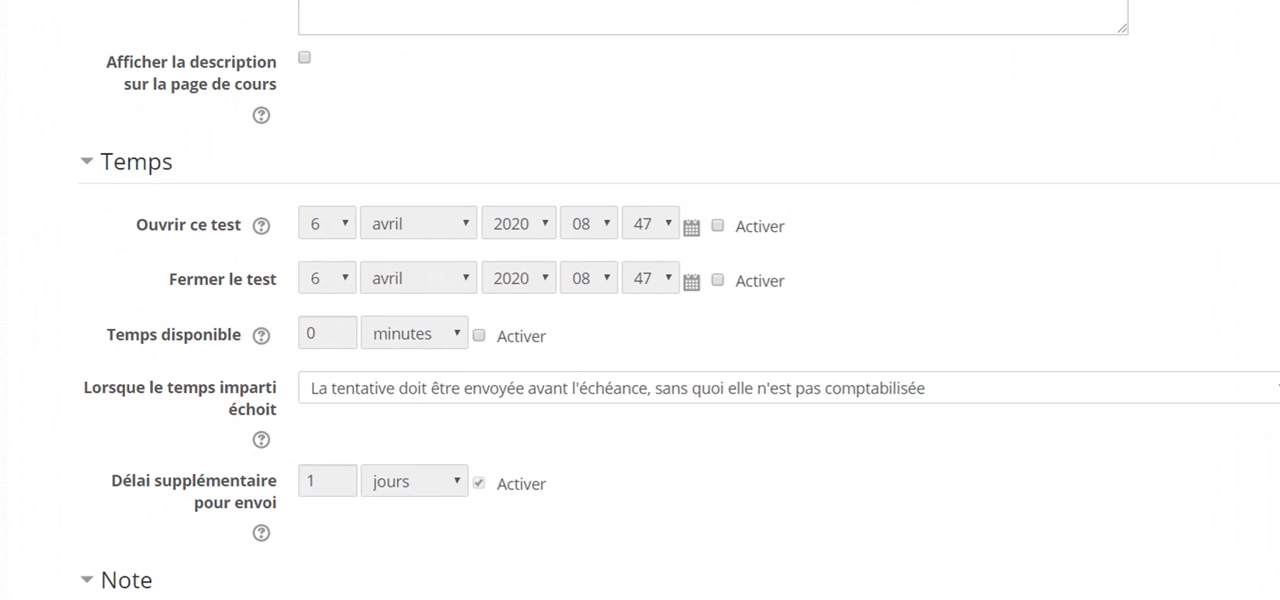 Afficher la description
sur la page de cours
Temps
Ouvrir ce test 6 avril 2020 08 47 Activer
Fermer le test 6 avril 2020 08 47 Activer
Temps disponible 0 minutes Activer
Lorsque le temps imparti
échoit
La tentative doit être envoyée avant l'échéance, sans quoi elle n'est pas comptabilisée
Délai supplémentaire
pour envoi
1 jours Activer
Note